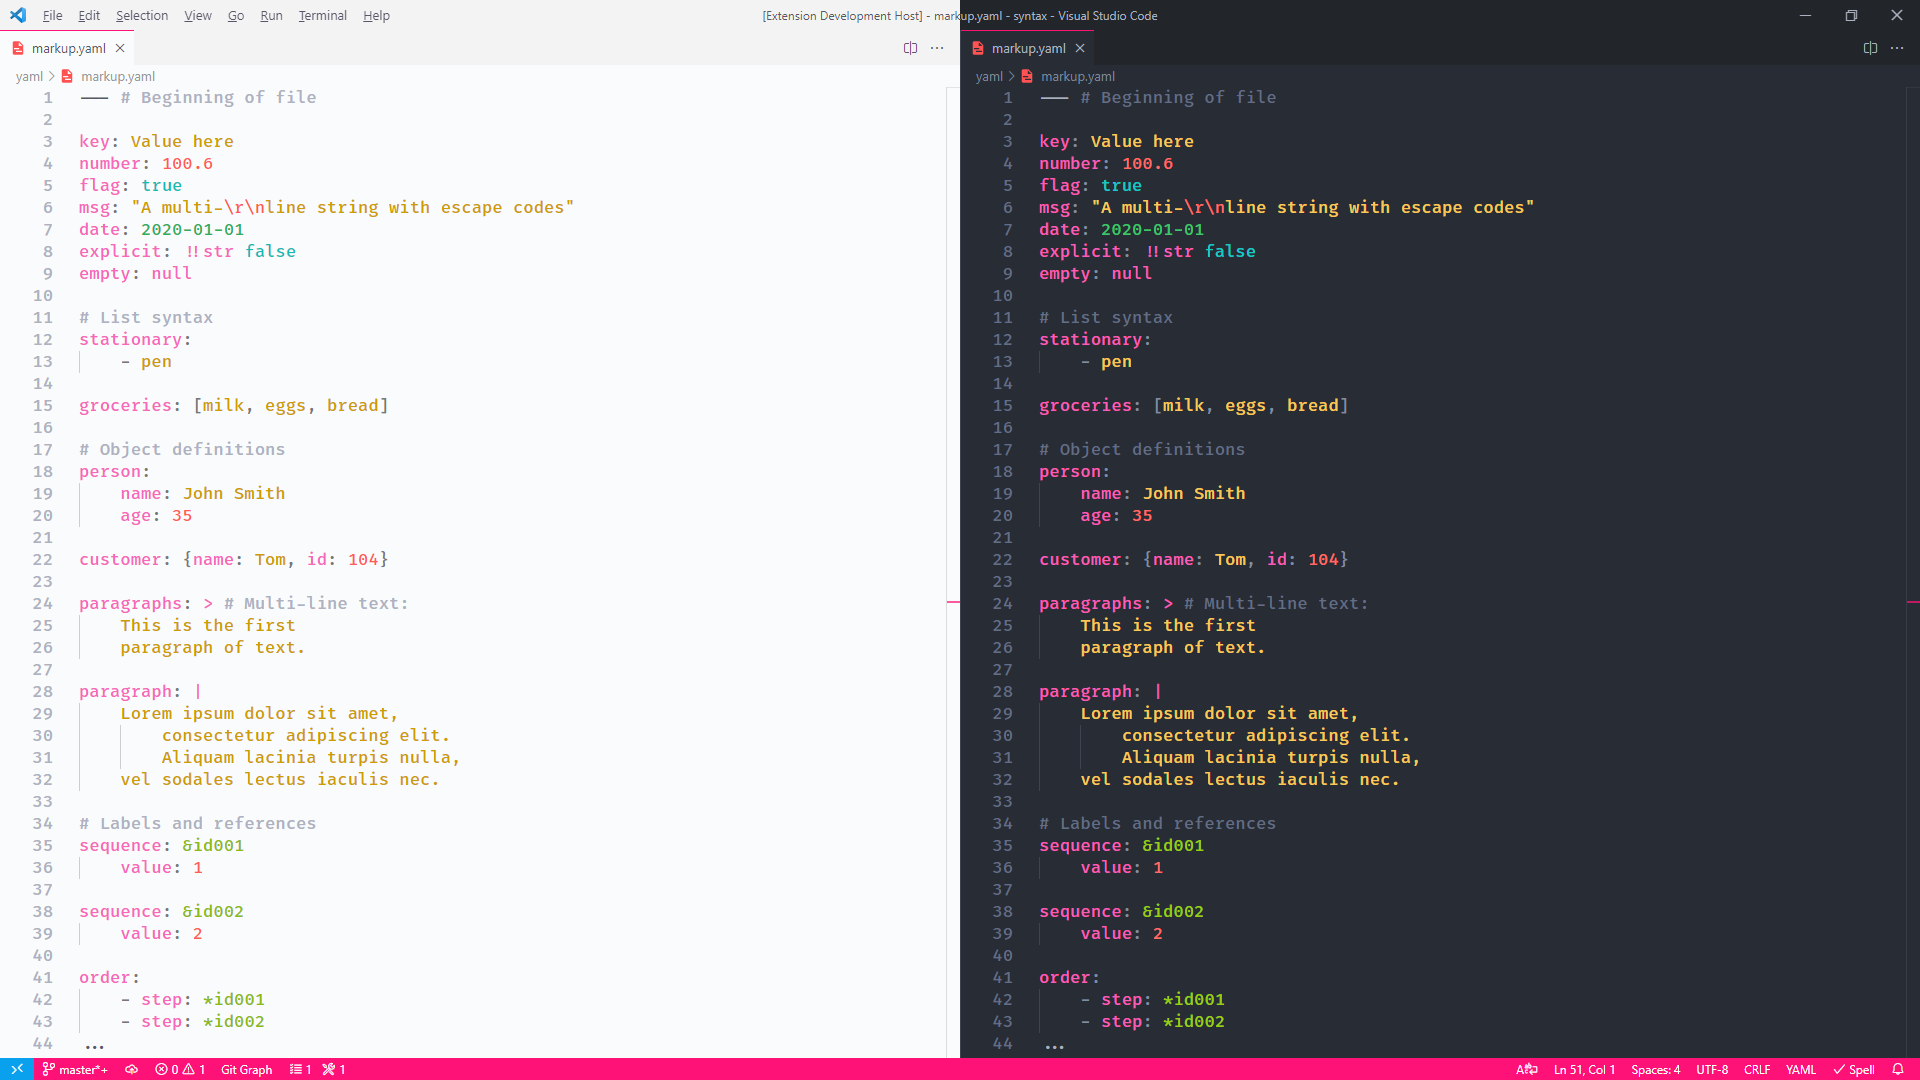 File Edit Selection View Go Run Terminal Help [Extension Development Host] - markup.yaml - syntax - Visual Studio Code
markup.yaml
yaml > markup.yaml
1 --- # Beginning of file
2
3 key: Value here
4 number: 100.6
5 flag: true
6 msg: "A multi-\r\nline string with escape codes"
7 date: 2020-01-01
8 explicit: !!str false
9 empty: null
10
11 # List syntax
12 stationary:
13 - pen
14
15 groceries: [milk, eggs, bread]
16
17 # Object definitions
18 person:
19 name: John Smith
20 age: 35
21
22 customer: {name: Tom, id: 104}
23
24 paragraphs: > # Multi-line text:
25 This is the first
26 paragraph of text.
27
28 paragraph: |
29 Lorem ipsum dolor sit amet,
30 consectetur adipiscing elit.
31 Aliquam lacinia turpis nulla,
32 vel sodales lectus iaculis nec.
33
34 # Labels and references
35 sequence: &id001
36 value: 1
37
38 sequence: &id002
39 value: 2
40
41 order:
42 - step: *id001
43 - step: *id002
44 ...
markup.yaml
yaml > markup.yaml
1 --- # Beginning of file
2
3 key: Value here
4 number: 100.6
5 flag: true
6 msg: "A multi-\r\nline string with escape codes"
7 date: 2020-01-01
8 explicit: !!str false
9 empty: null
10
11 # List syntax
12 stationary:
13 - pen
14
15 groceries: [milk, eggs, bread]
16
17 # Object definitions
18 person:
19 name: John Smith
20 age: 35
21
22 customer: {name: Tom, id: 104}
23
24 paragraphs: > # Multi-line text:
25 This is the first
26 paragraph of text.
27
28 paragraph: |
29 Lorem ipsum dolor sit amet,
30 consectetur adipiscing elit.
31 Aliquam lacinia turpis nulla,
32 vel sodales lectus iaculis nec.
33
34 # Labels and references
35 sequence: &id001
36 value: 1
37
38 sequence: &id002
39 value: 2
40
41 order:
42 - step: *id001
43 - step: *id002
44 ...
master*+ 0 1 Git Graph 1 1 Ln 51, Col 1 Spaces: 4 UTF-8 CRLF YAML Spell